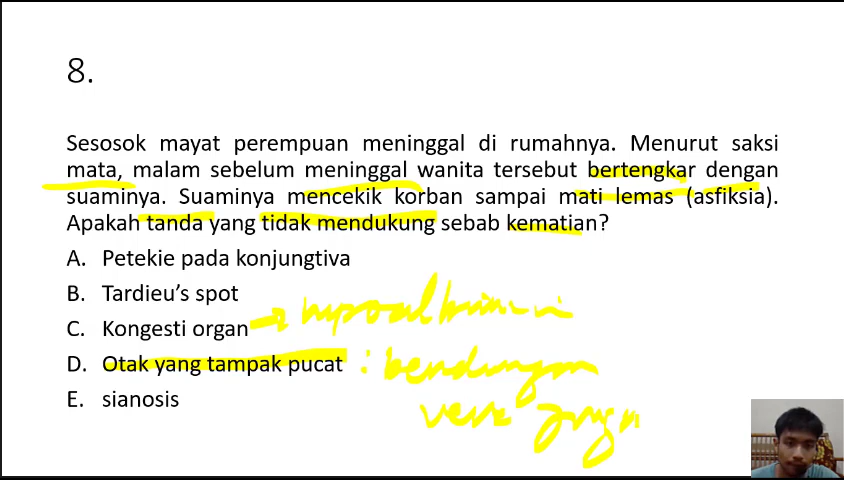 8.
Sesosok mayat perempuan meninggal di rumahnya. Menurut saksi
mata, malam sebelum meninggal wanita tersebut bertengkar dengan
suaminya. Suaminya mencekik korban sampai mati lemas (asfiksia).
Apakah tanda yang tidak mendukung sebab kematian?
A. Petekie pada konjungtiva
B. Tardieu's spot
C. Kongesti organ
D. Otak yang tampak pucat : bendungan
vena
E. sianosis